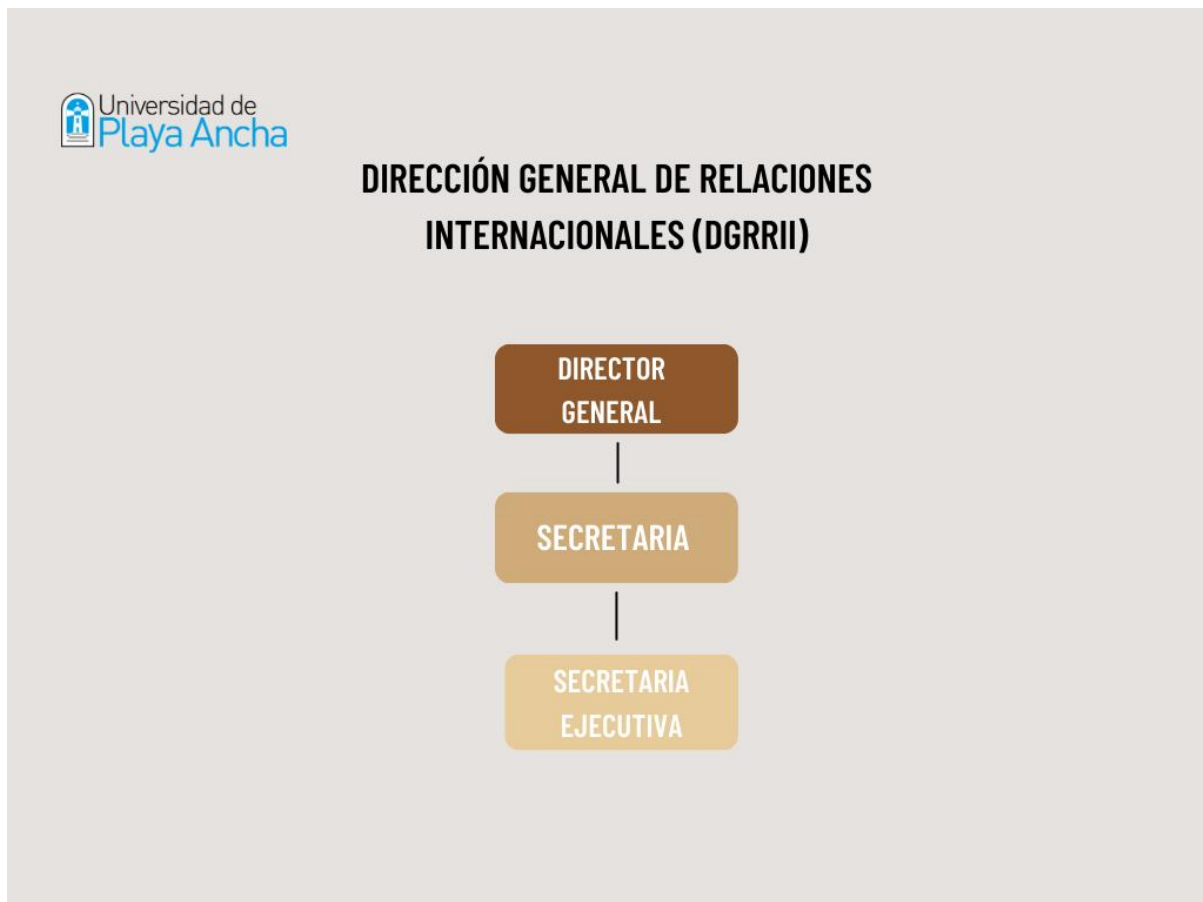 Universidad de
Playa Ancha
DIRECCIÓN GENERAL DE RELACIONES
INTERNACIONALES (DGRRII)
DIRECTOR
GENERAL
SECRETARIA
SECRETARIA
EJECUTIVA